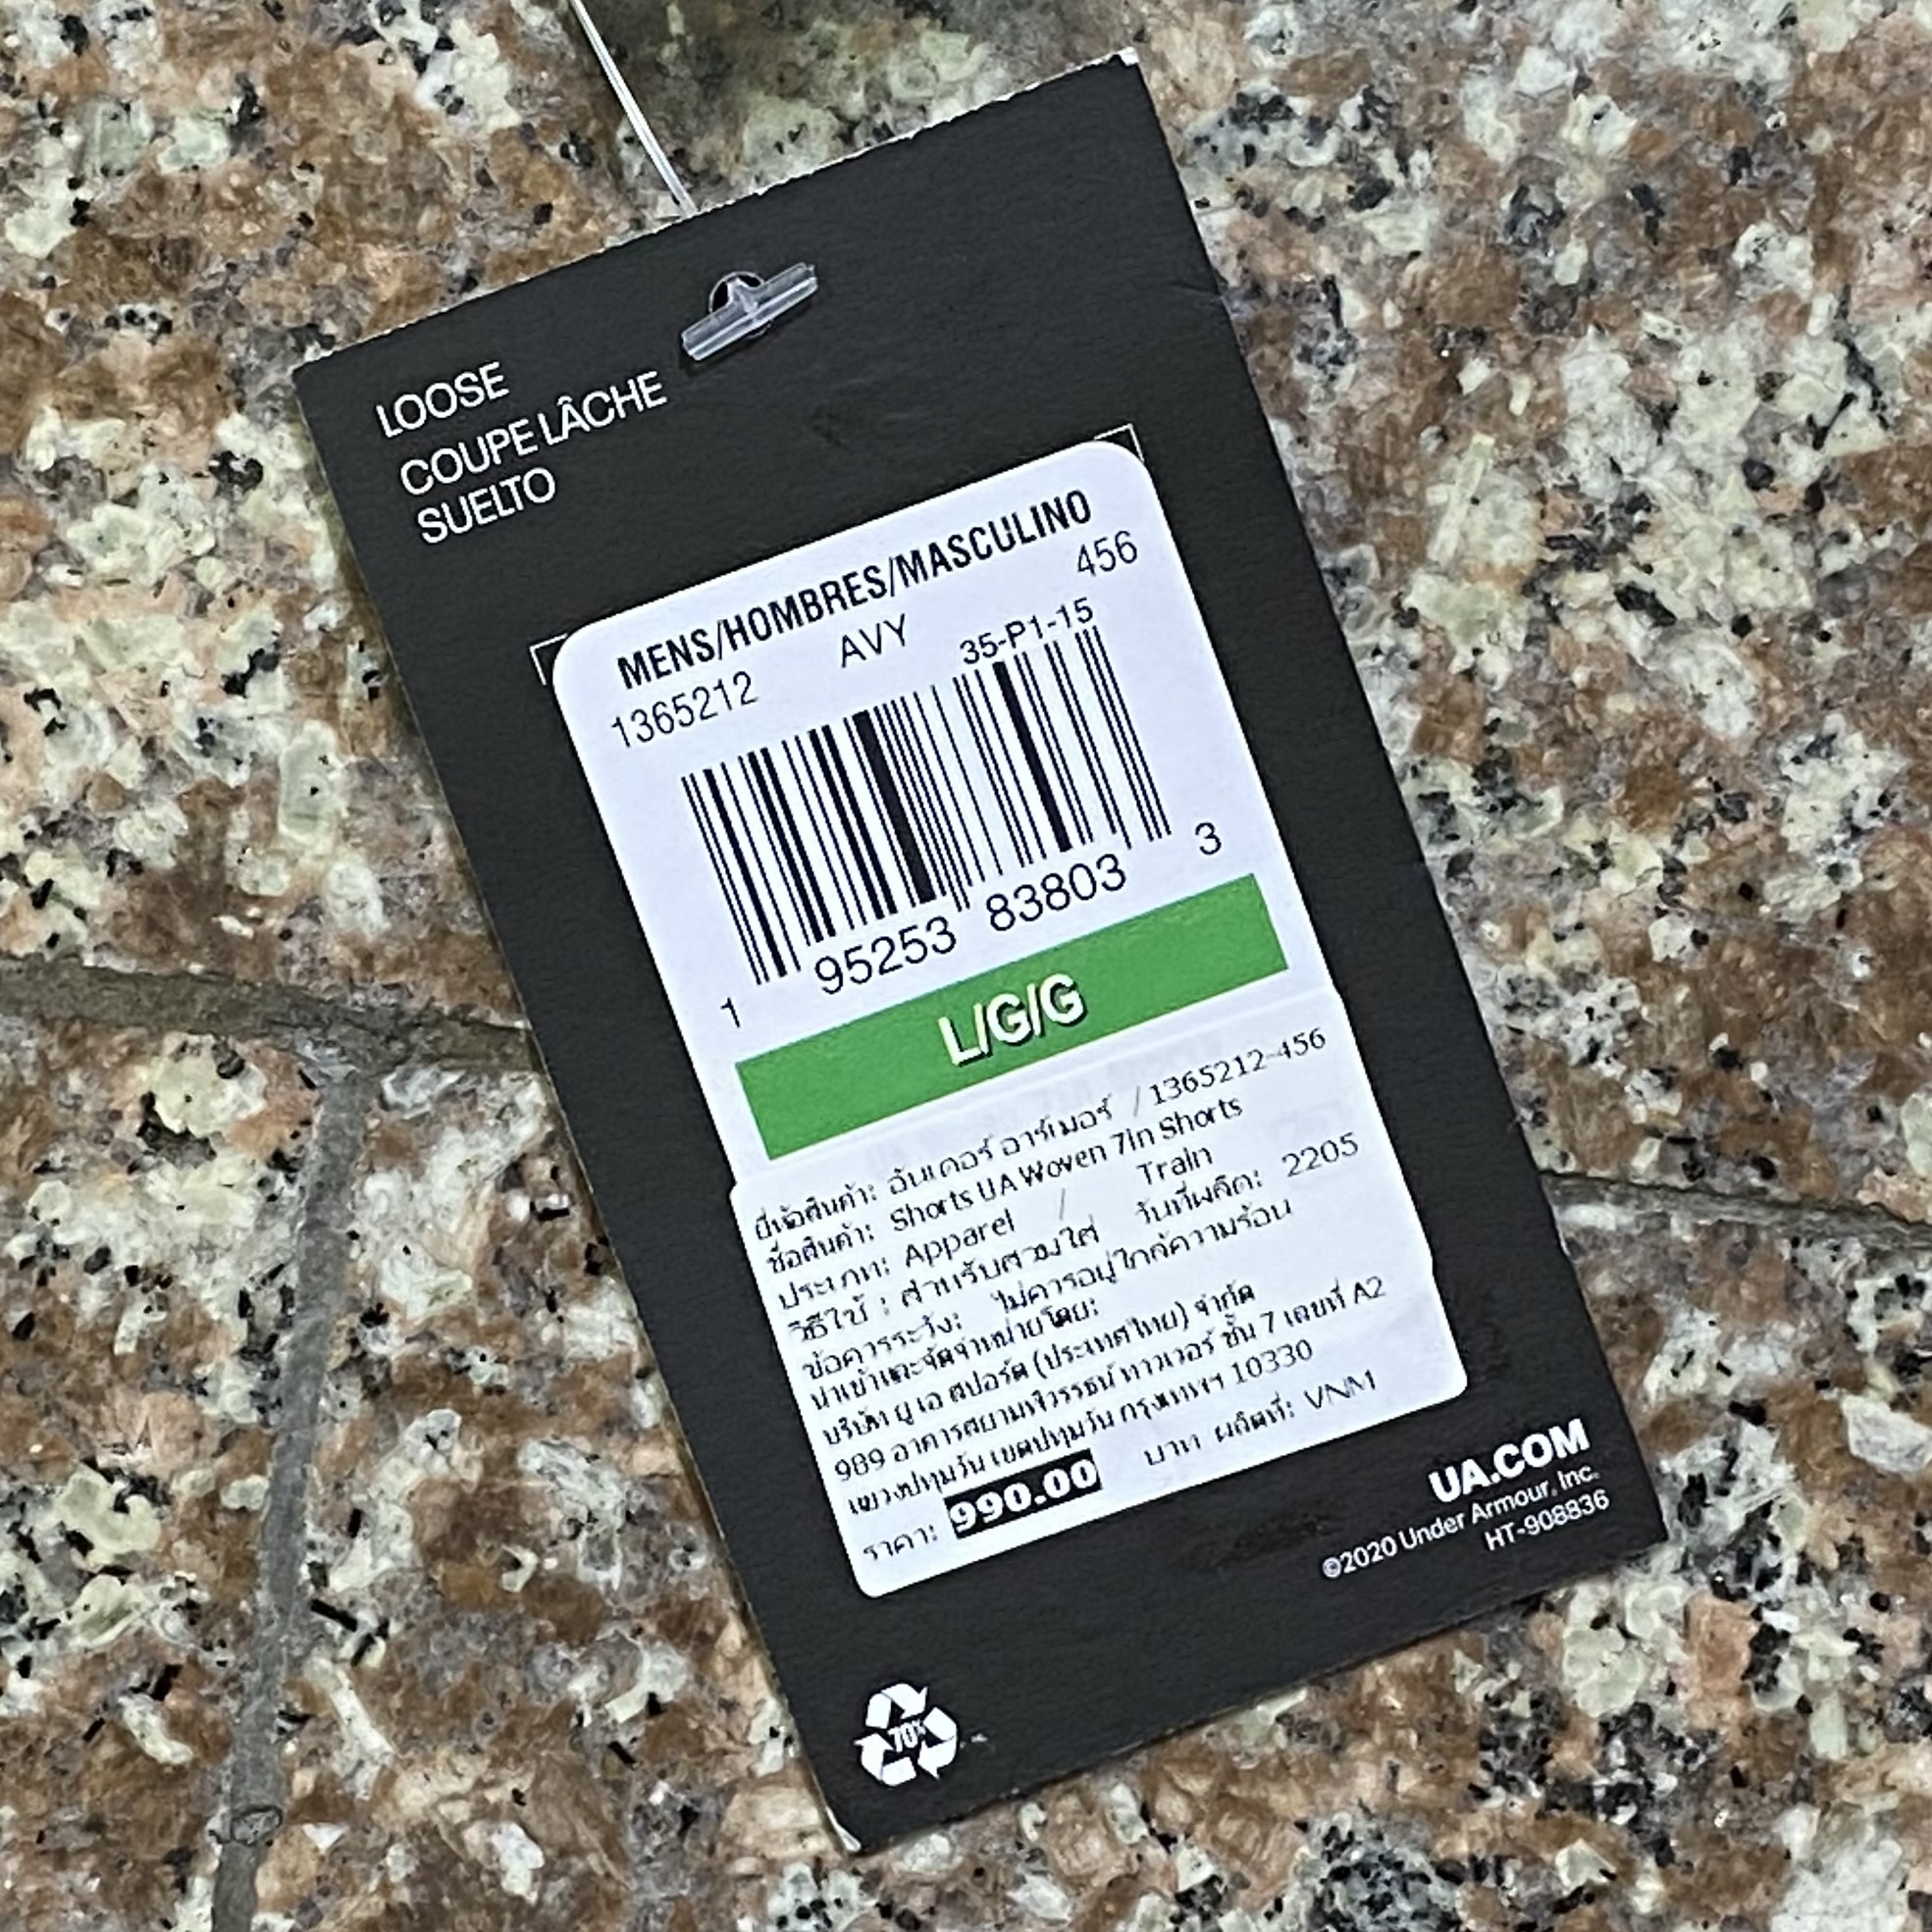 LOOSE
COUPE LÂCHE
SUELTO
MENS/HOMBRES/MASCULINO
1365212 AVY 456
35-P1-15
1 95253 83803 3
L/G/G
ยี่ห้อสินค้า: อันเดอร์ อาร์เมอร์ / 1365212-456
ชื่อสินค้า: Shorts UA Woven 7in Shorts
ประเภท: Apparel / Train
วิธีใช้ : สำหรับสวมใส่ วันที่ผลิต: 2205
ข้อควรระวัง: ไม่ควรอยู่ใกล้ความร้อน
นำเข้าและจัดจำหน่ายโดย:
บริษัท ยู เอ สปอร์ต (ประเทศไทย) จำกัด
989 อาคารสยามพิวรรธน์ ทาวเวอร์ ชั้น 7 เลขที่ A2
แขวงปทุมวัน เขตปทุมวัน กรุงเทพฯ 10330
ราคา: 990.00 บาท ผลิตที่: VNM
UA.COM
©2020 Under Armour, Inc.
HT-908836
70%